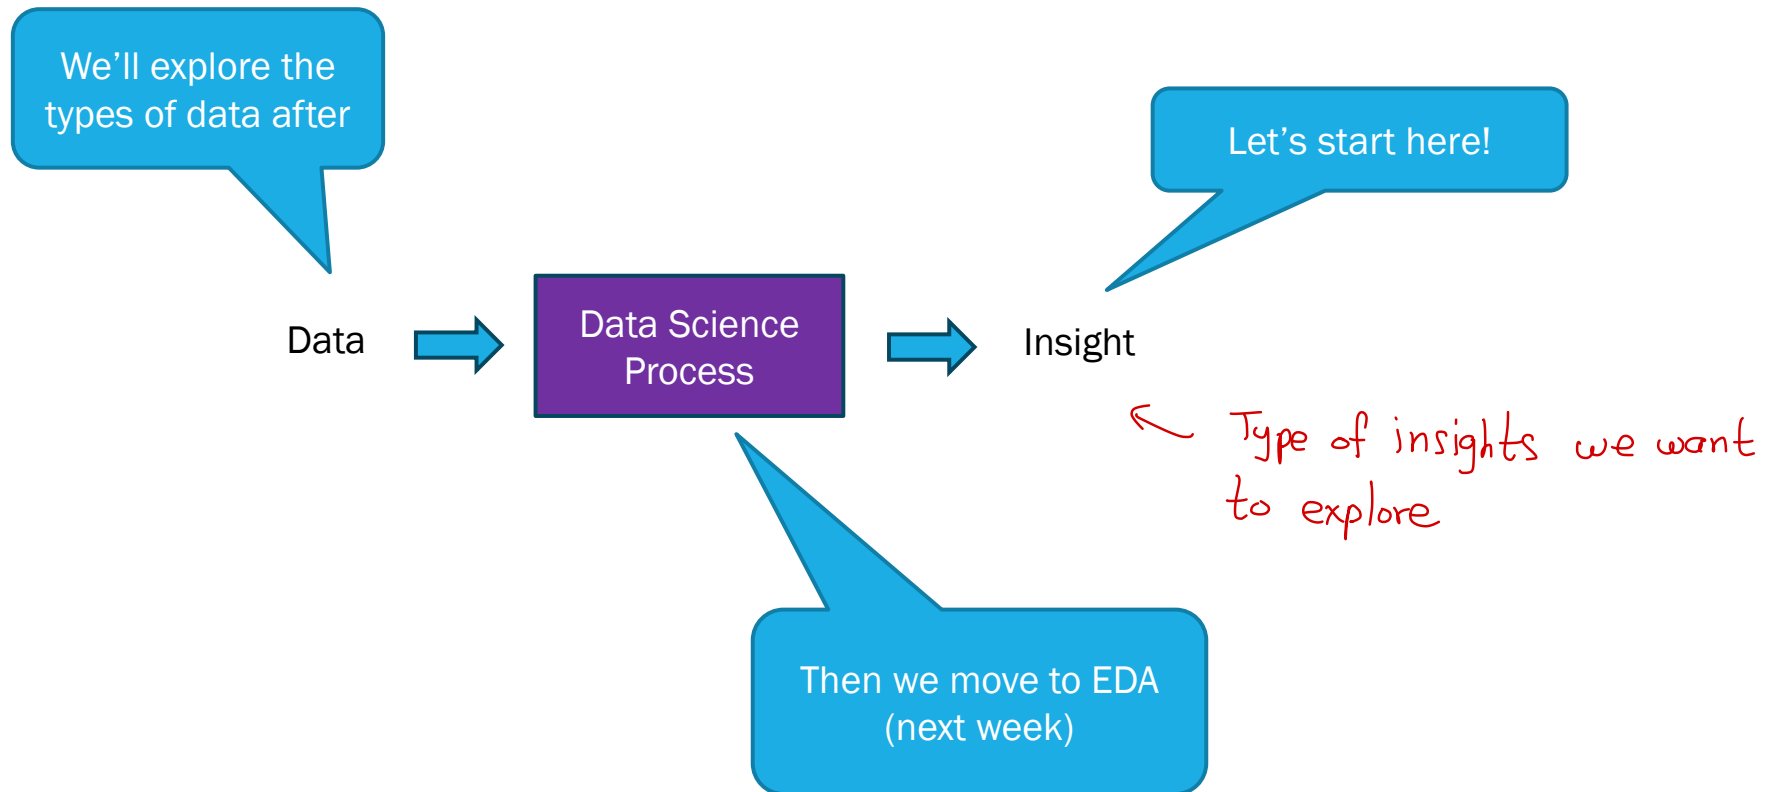 We’ll explore the
types of data after
Let’s start here!
Data
Data Science
Process
Insight
Type of insights we want
to explore
Then we move to EDA
(next week)